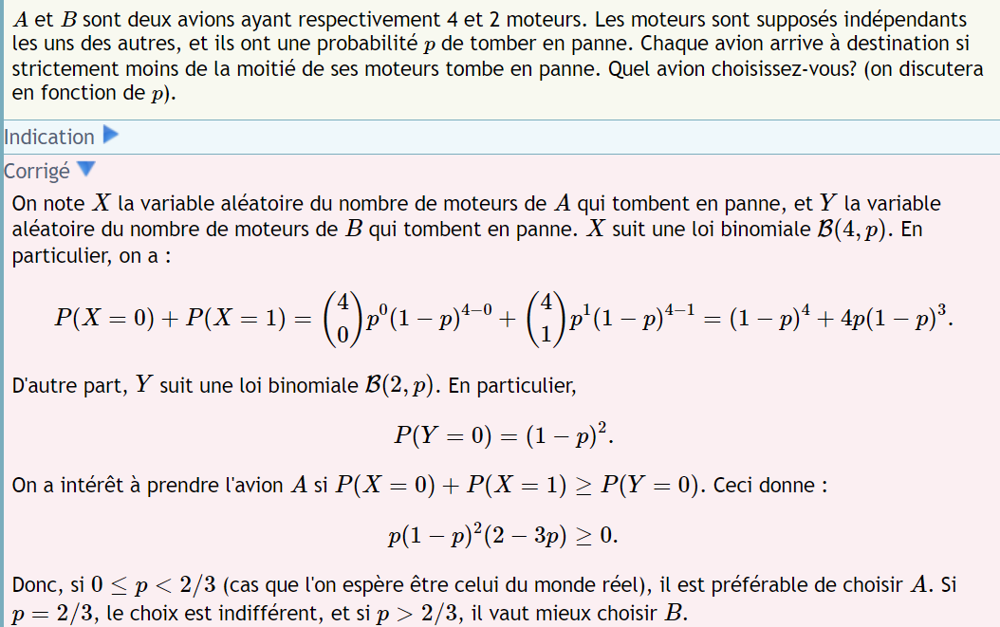 A et B sont deux avions ayant respectivement 4 et 2 moteurs. Les moteurs sont supposés indépendants
les uns des autres, et ils ont une probabilité p de tomber en panne. Chaque avion arrive à destination si
strictement moins de la moitié de ses moteurs tombe en panne. Quel avion choisissez-vous? (on discutera
en fonction de p).
Indication
Corrigé
On note X la variable aléatoire du nombre de moteurs de A qui tombent en panne, et Y la variable
aléatoire du nombre de moteurs de B qui tombent en panne. X suit une loi binomiale ℬ(4, p). En
particulier, on a :
P(X = 0) + P(X = 1) = \binom{4}{0} p^0(1 − p)^{4−0} + \binom{4}{1} p^1(1 − p)^{4−1} = (1 − p)^4 + 4p(1 − p)^3.
D'autre part, Y suit une loi binomiale ℬ(2, p). En particulier,
P(Y = 0) = (1 − p)^2.
On a intérêt à prendre l'avion A si P(X = 0) + P(X = 1) ≥ P(Y = 0). Ceci donne :
p(1 − p)^2(2 − 3p) ≥ 0.
Donc, si 0 ≤ p < 2/3 (cas que l'on espère être celui du monde réel), il est préférable de choisir A. Si
p = 2/3, le choix est indifférent, et si p > 2/3, il vaut mieux choisir B.